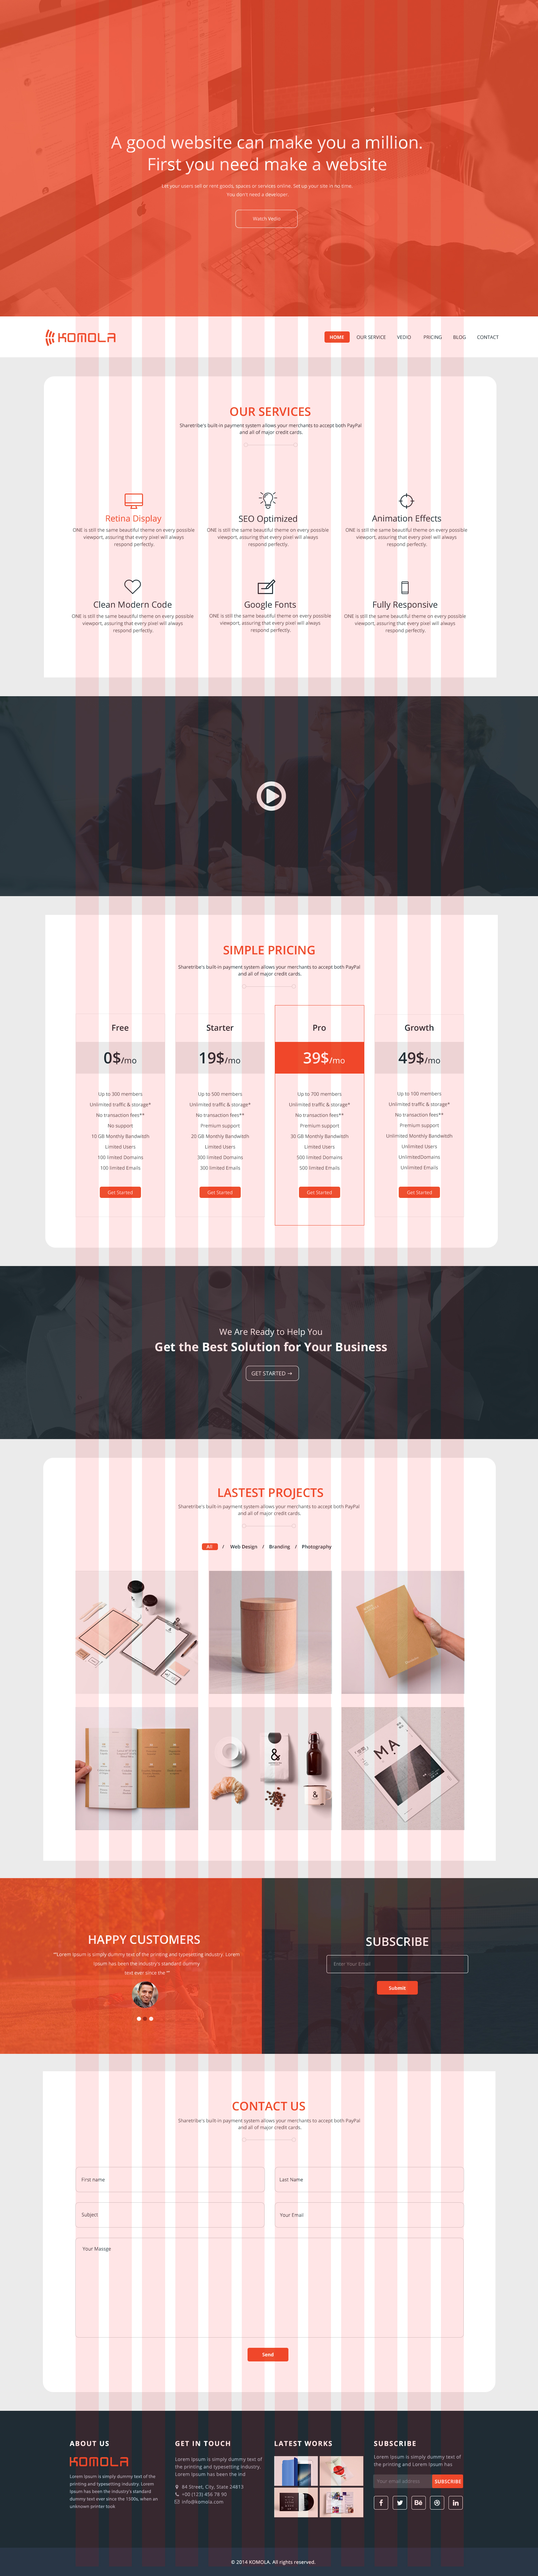 A good website can make you a million.
First you need make a website
Let your users sell or rent goods, spaces or services online. Set up your site in no time.
You don't need a developer.
Watch Vedio
KOMOLA
HOME
OUR SERVICE
VEDIO
PRICING
BLOG
CONTACT
OUR SERVICES
Sharetribe's built-in payment system allows your merchants to accept both PayPal
and all of major credit cards.
Retina Display
ONE is still the same beautiful theme on every possible
viewport, assuring that every pixel will always
respond perfectly.
SEO Optimized
ONE is still the same beautiful theme on every possible
viewport, assuring that every pixel will always
respond perfectly.
Animation Effects
ONE is still the same beautiful theme on every possible
viewport, assuring that every pixel will always
respond perfectly.
Clean Modern Code
ONE is still the same beautiful theme on every possible
viewport, assuring that every pixel will always
respond perfectly.
Google Fonts
ONE is still the same beautiful theme on every possible
viewport, assuring that every pixel will always
respond perfectly.
Fully Responsive
ONE is still the same beautiful theme on every possible
viewport, assuring that every pixel will always
respond perfectly.
SIMPLE PRICING
Sharetribe's built-in payment system allows your merchants to accept both PayPal
and all of major credit cards.
Free
0$/mo
Up to 300 members
Unlimited traffic & storage*
No transaction fees**
No support
10 GB Monthly Bandwidth
Limited Users
100 limited Domains
100 limited Emails
Get Started
Starter
19$/mo
Up to 500 members
Unlimited traffic & storage*
No transaction fees**
Premium support
20 GB Monthly Bandwidth
Limited Users
300 limited Domains
300 limited Emails
Get Started
Pro
39$/mo
Up to 700 members
Unlimited traffic & storage*
No transaction fees**
Premium support
30 GB Monthly Bandwidth
Limited Users
500 limited Domains
500 limited Emails
Get Started
Growth
49$/mo
Up to 100 members
Unlimited traffic & storage*
No transaction fees**
Premium support
Unlimited Monthly Bandwidth
Unlimited Users
UnlimitedDomains
Unlimited Emails
Get Started
We Are Ready to Help You
Get the Best Solution for Your Business
GET STARTED →
LASTEST PROJECTS
Sharetribe's built-in payment system allows your merchants to accept both PayPal
and all of major credit cards.
All / Web Design / Branding / Photography
&
&
MA
HAPPY CUSTOMERS
""Lorem Ipsum is simply dummy text of the printing and typesetting industry. Lorem
Ipsum has been the industry's standard dummy
text ever since the ""
SUBSCRIBE
Enter Your Email
Submit
CONTACT US
Sharetribe's built-in payment system allows your merchants to accept both PayPal
and all of major credit cards.
First name
Last Name
Subject
Your Email
Your Massge
Send
ABOUT US
KOMOLA
Lorem Ipsum is simply dummy text of the
printing and typesetting industry. Lorem
Ipsum has been the industry's standard
dummy text ever since the 1500s, when an
unknown printer took
GET IN TOUCH
Lorem Ipsum is simply dummy text of
the printing and typesetting industry.
Lorem Ipsum has been the ind
84 Street, City, State 24813
+00 (123) 456 78 90
info@komola.com
LATEST WORKS
SUBSCRIBE
Lorem Ipsum is simply dummy text of
the printing and Lorem Ipsum has
Your email address
SUBSCRIBE
f
Bē
in
© 2014 KOMOLA. All rights reserved.